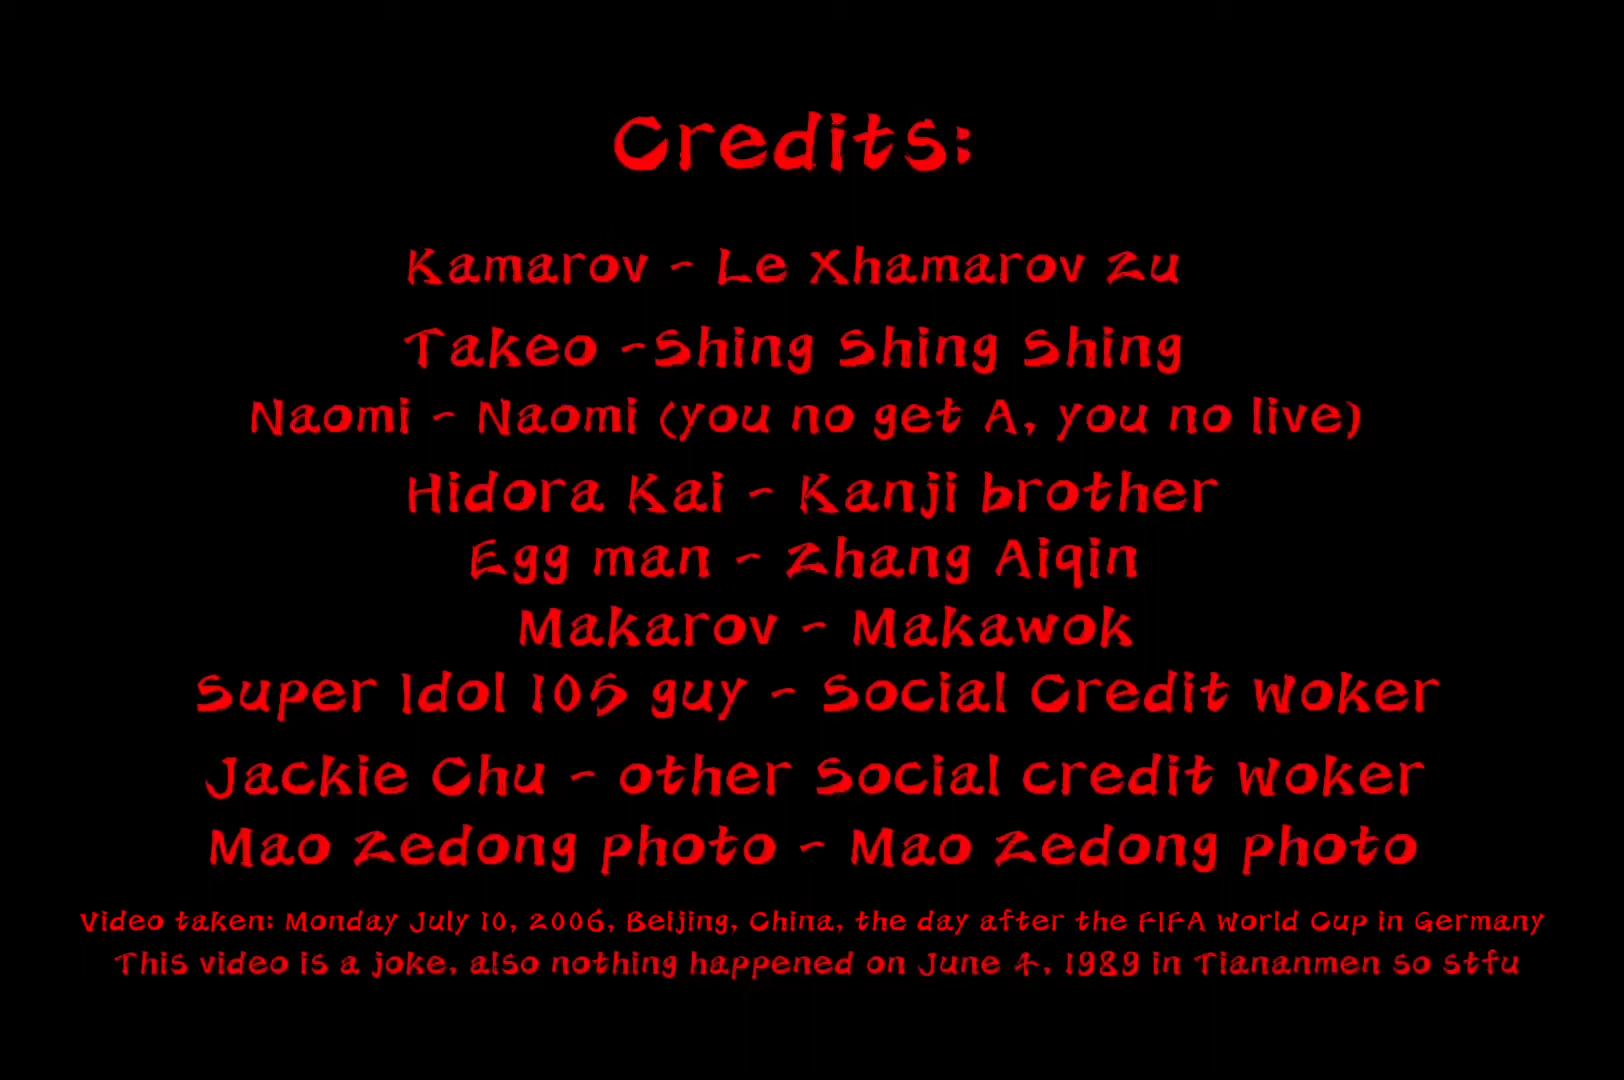 Credits:
Kamarov - Le Xhamarov Zu
Takeo -Shing Shing Shing
Naomi - Naomi (you no get A, you no live)
Hidora Kai - Kanji brother
Egg man - Zhang Aiqin
Makarov - Makawok
Super Idol 105 guy - Social Credit Woker
Jackie Chu - other Social credit Woker
Mao Zedong photo - Mao Zedong photo
Video taken: Monday July 10, 2006, Beijing, China, the day after the FIFA World Cup in Germany
This video is a joke, also nothing happened on June 4, 1989 in Tiananmen so stfu